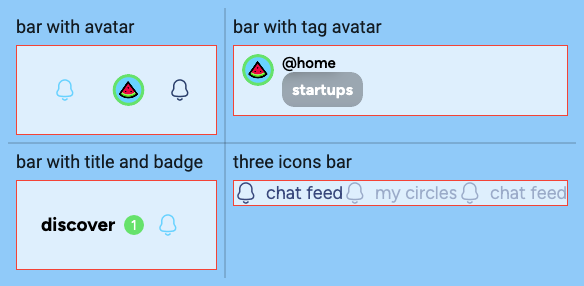 bar with avatar
bar with tag avatar
@home
startups
bar with title and badge
three icons bar
discover 1
chat feed my circles chat feed